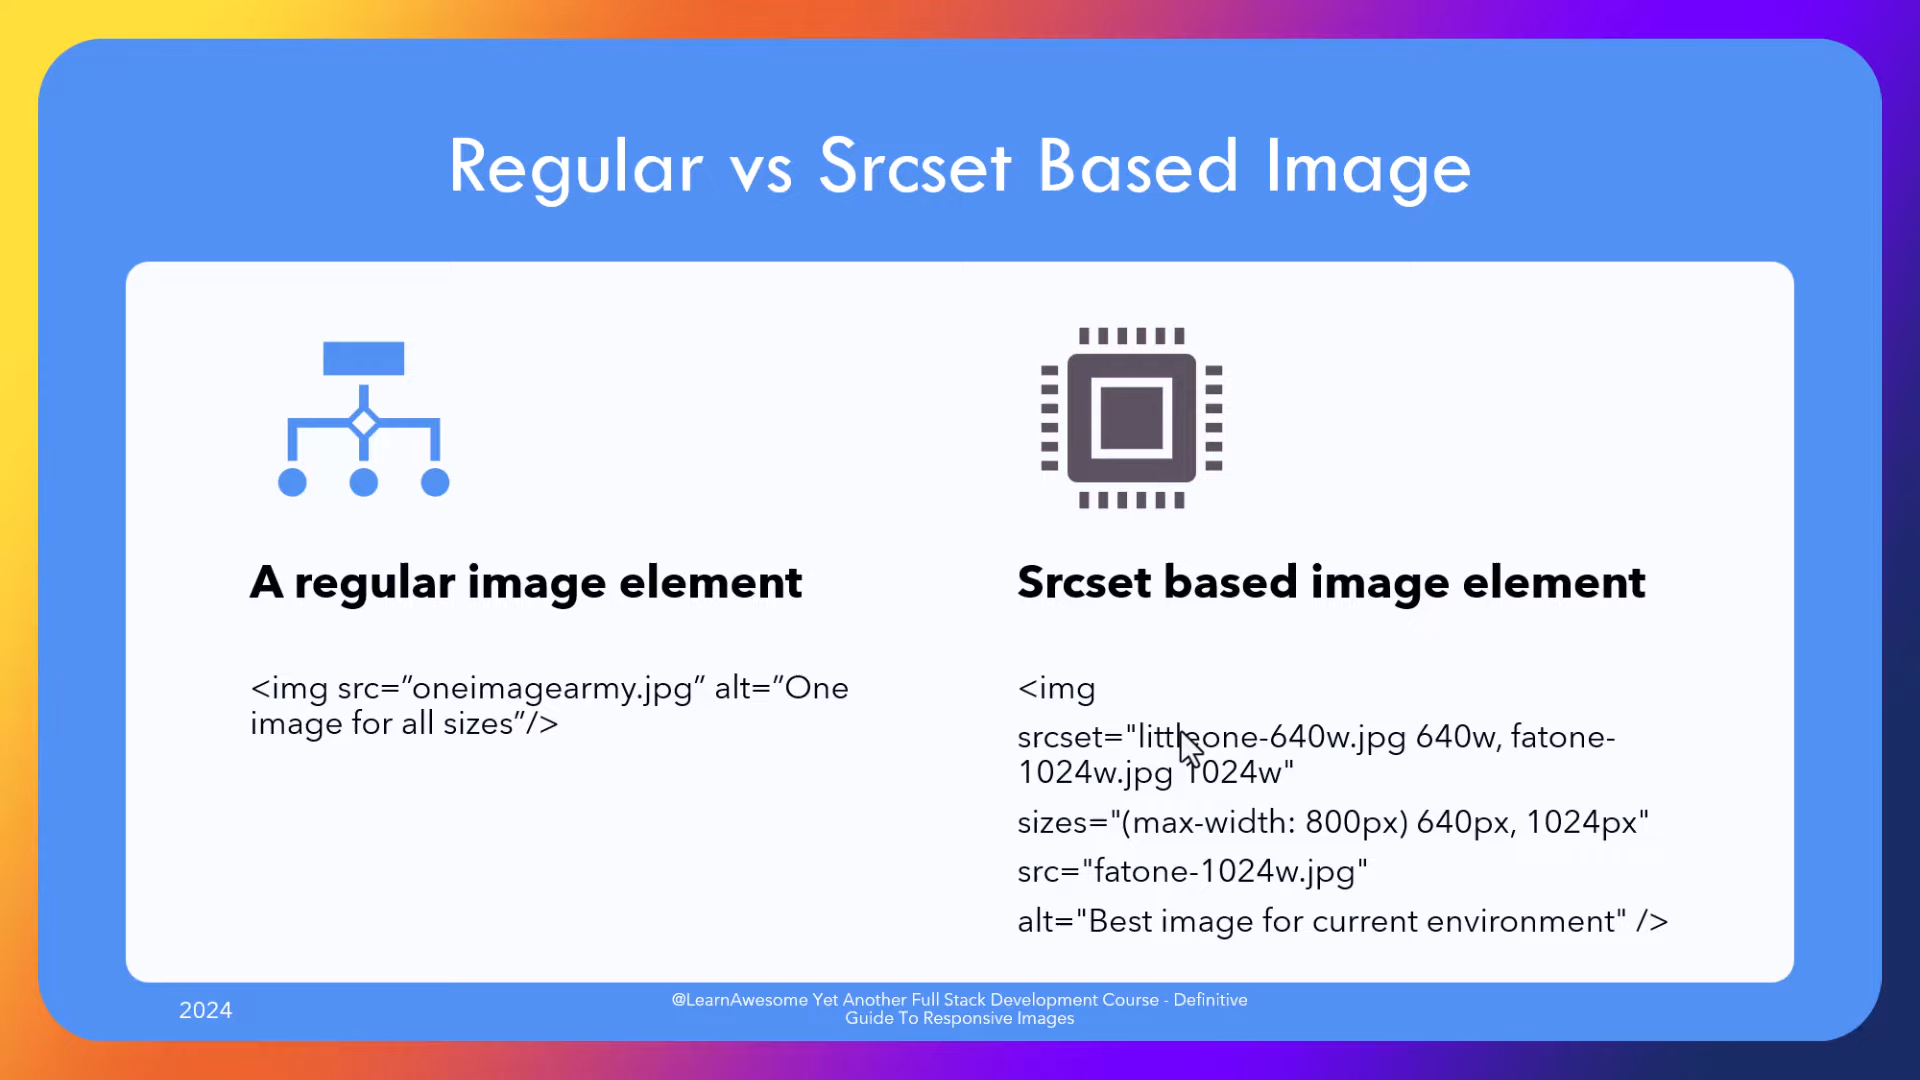 Regular vs Srcset Based Image
A regular image element
<img src=”oneimagearmy.jpg” alt=”One
image for all sizes”/>
Srcset based image element
<img
srcset="littleone-640w.jpg 640w, fatone-
1024w.jpg 1024w"
sizes="(max-width: 800px) 640px, 1024px"
src="fatone-1024w.jpg"
alt="Best image for current environment" />
2024
@LearnAwesome Yet Another Full Stack Development Course - Definitive
Guide To Responsive Images